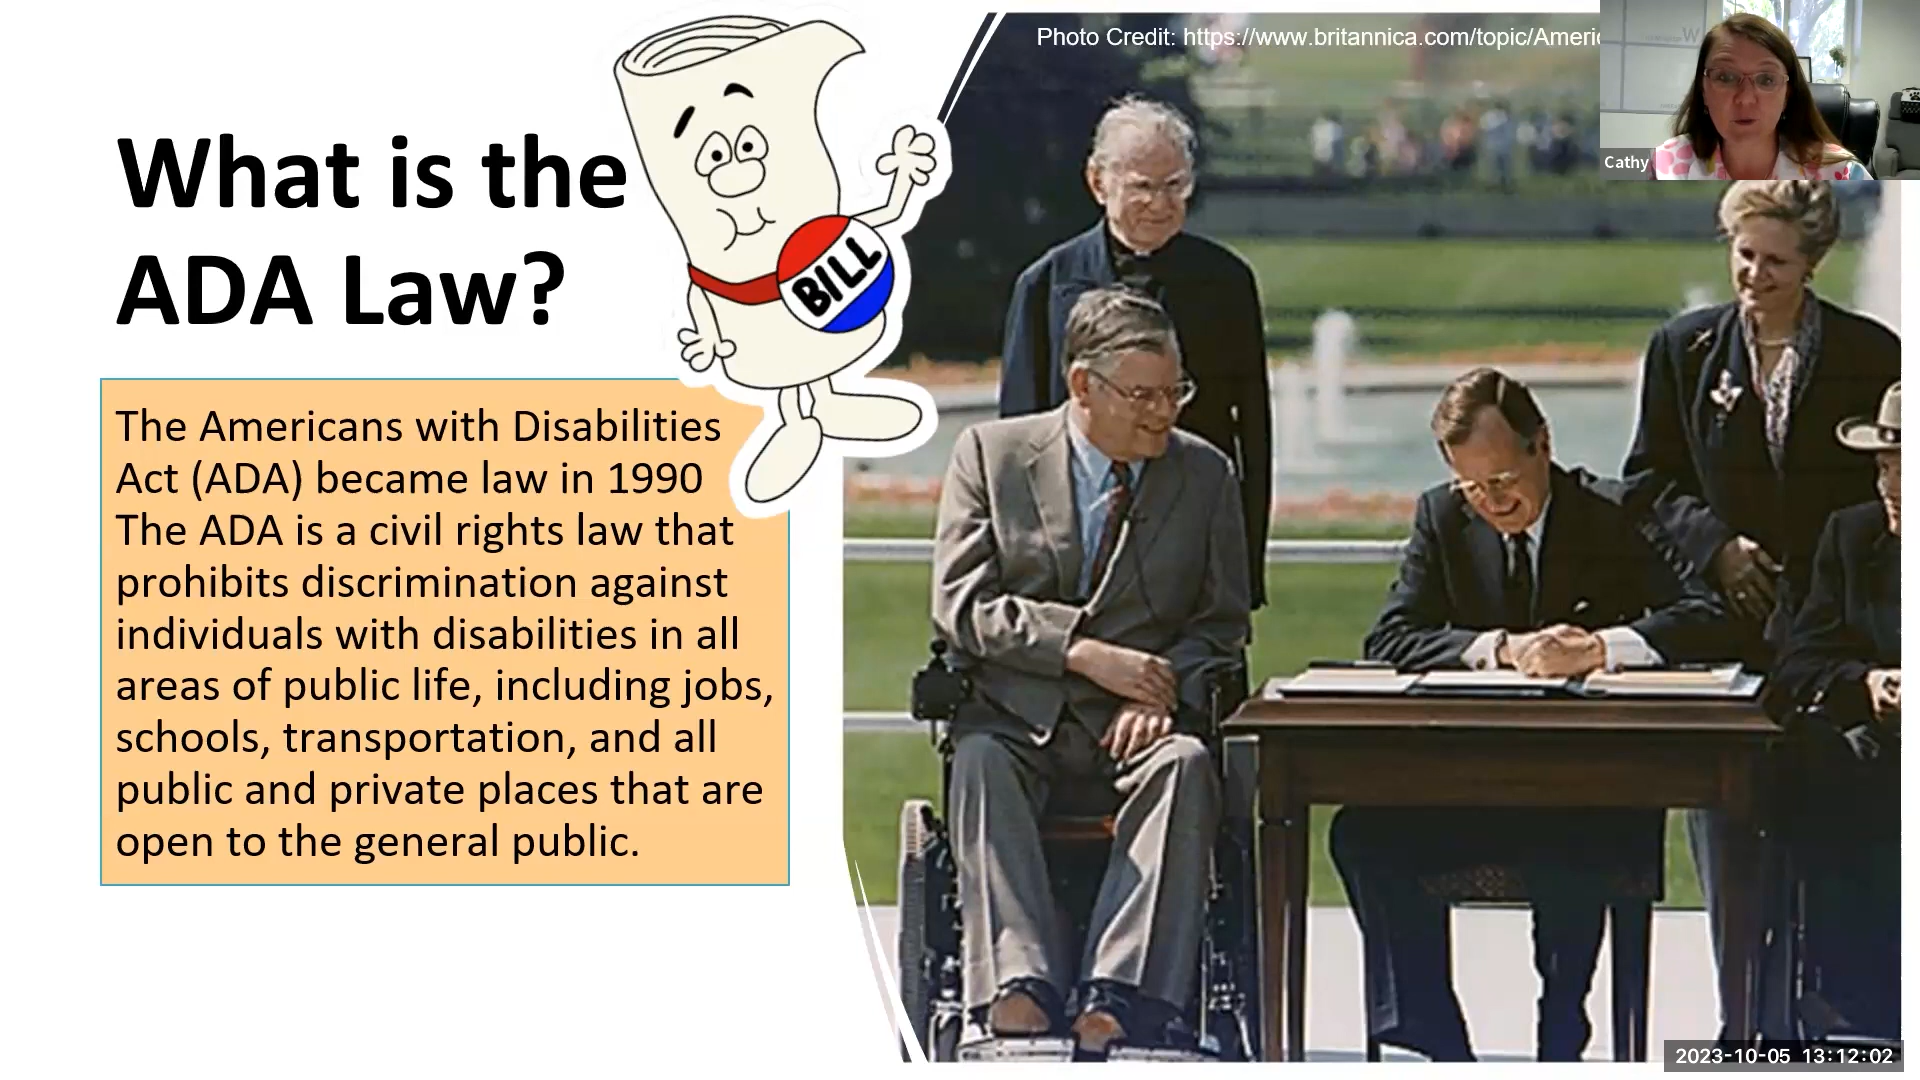 Photo Credit: https://www.britannica.com/topic/Ameri
Cathy
What is the
ADA Law?
BILL
The Americans with Disabilities
Act (ADA) became law in 1990
The ADA is a civil rights law that
prohibits discrimination against
individuals with disabilities in all
areas of public life, including jobs,
schools, transportation, and all
public and private places that are
open to the general public.
2023-10-05 13:12:02